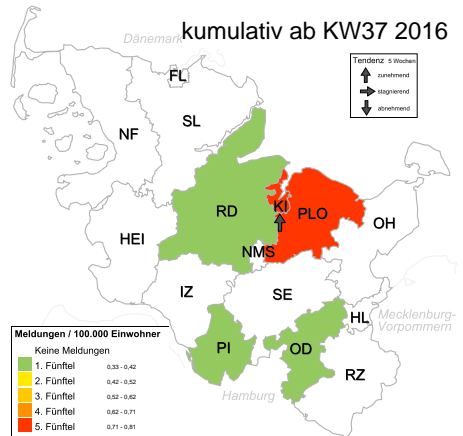 kumulativ ab KW37 2016
Dänemark
Tendenz 5 Wochen
zunehmend
stagnierend
abnehmend
FL
NF
SL
RD
KI
PLO
OH
HEI
NMS
IZ
SE
HL
Mecklenburg-
Vorpommern
PI
OD
RZ
Hamburg
Meldungen / 100.000 Einwohner
Keine Meldungen
1. Fünftel 0,33 - 0,42
2. Fünftel 0,42 - 0,52
3. Fünftel 0,52 - 0,62
4. Fünftel 0,62 - 0,71
5. Fünftel 0,71 - 0,81